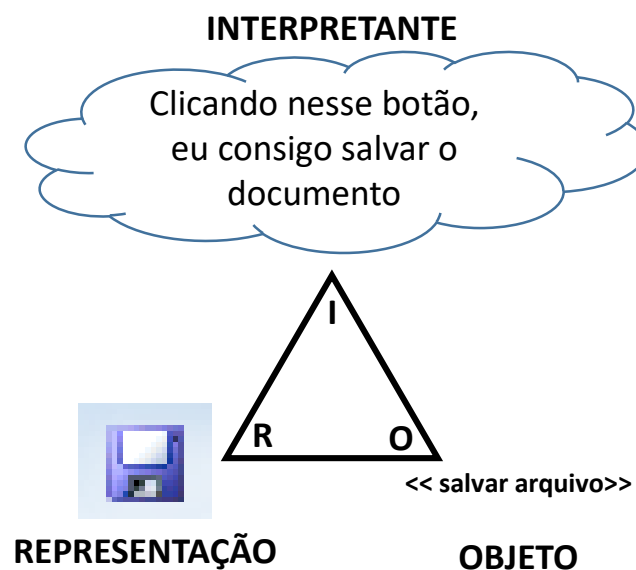 INTERPRETANTE
Clicando nesse botão,
eu consigo salvar o
documento
I
R
O
<< salvar arquivo>>
REPRESENTAÇÃO
OBJETO